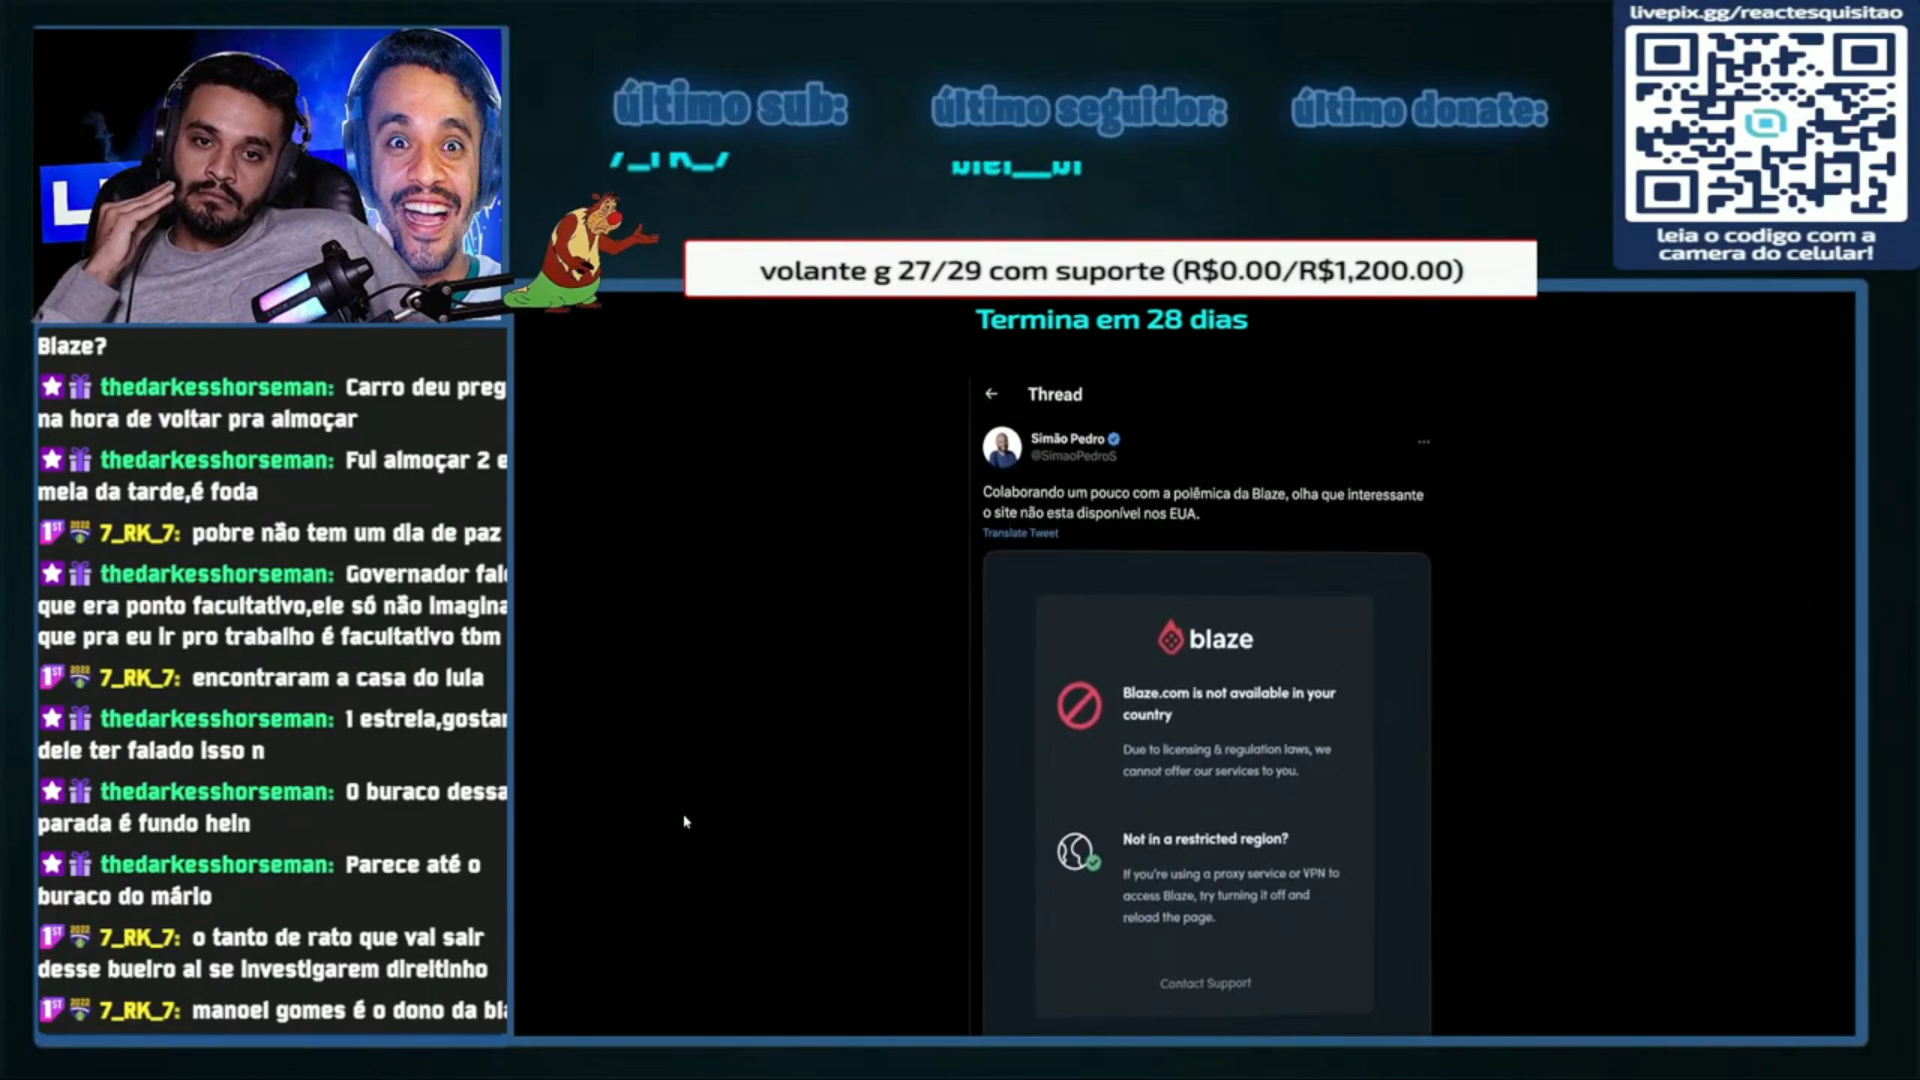 livepix.gg/reactesquisitao
último sub:
último seguidor:
último donate:
7_RK_7
leia o codigo com a
camera do celular!
volante g 27/29 com suporte (R$0.00/R$1,200.00)
Termina em 28 dias
Blaze?
thedarkesshorseman: Carro deu preg
na hora de voltar pra almoçar
thedarkesshorseman: Fui almoçar 2 e
meia da tarde,é foda
7_RK_7: pobre não tem um dia de paz
thedarkesshorseman: Governador falo
que era ponto facultativo,ele só não imagina
que pra eu ir pro trabalho é facultativo tbm
7_RK_7: encontraram a casa do lula
thedarkesshorseman: 1 estrela,gostar
dele ter falado isso n
thedarkesshorseman: O buraco dessa
parada é fundo hein
thedarkesshorseman: Parece até o
buraco do mário
7_RK_7: o tanto de rato que vai sair
desse bueiro ai se investigarem direitinho
7_RK_7: manoel gomes é o dono da bla
Thread
Simão Pedro
@SimaoPedroS
Colaborando um pouco com a polêmica da Blaze, olha que interessante
o site não esta disponível nos EUA.
Translate Tweet
blaze
Blaze.com is not available in your
country
Due to licensing & regulation laws, we
cannot offer our services to you.
Not in a restricted region?
If you're using a proxy service or VPN to
access Blaze, try turning it off and
reload the page.
Contact Support